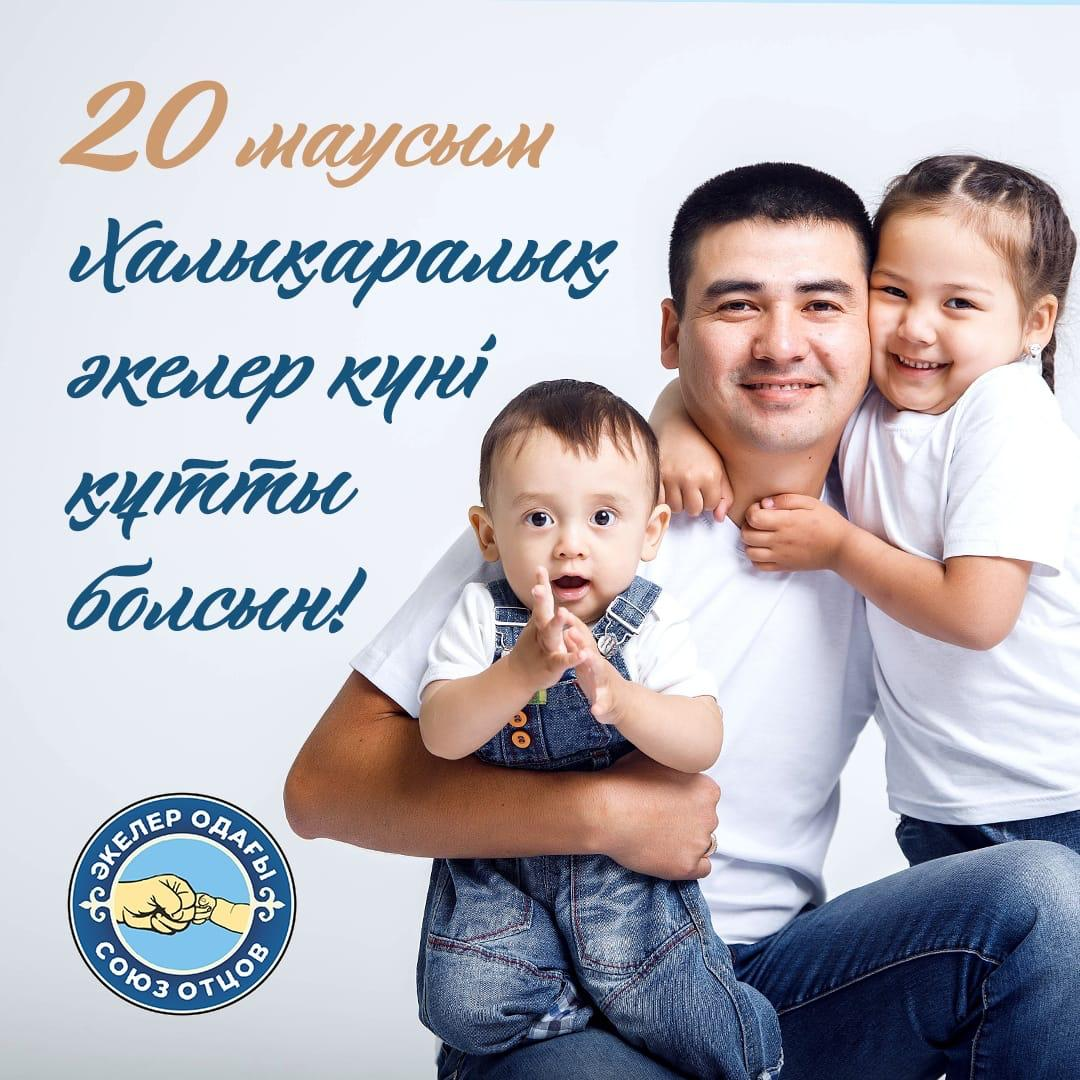 20 маусым
Халықаралық
әкелер күні
құтты
болсын!
ӘКЕЛЕР ОДАҒЫ
СОЮЗ ОТЦОВ